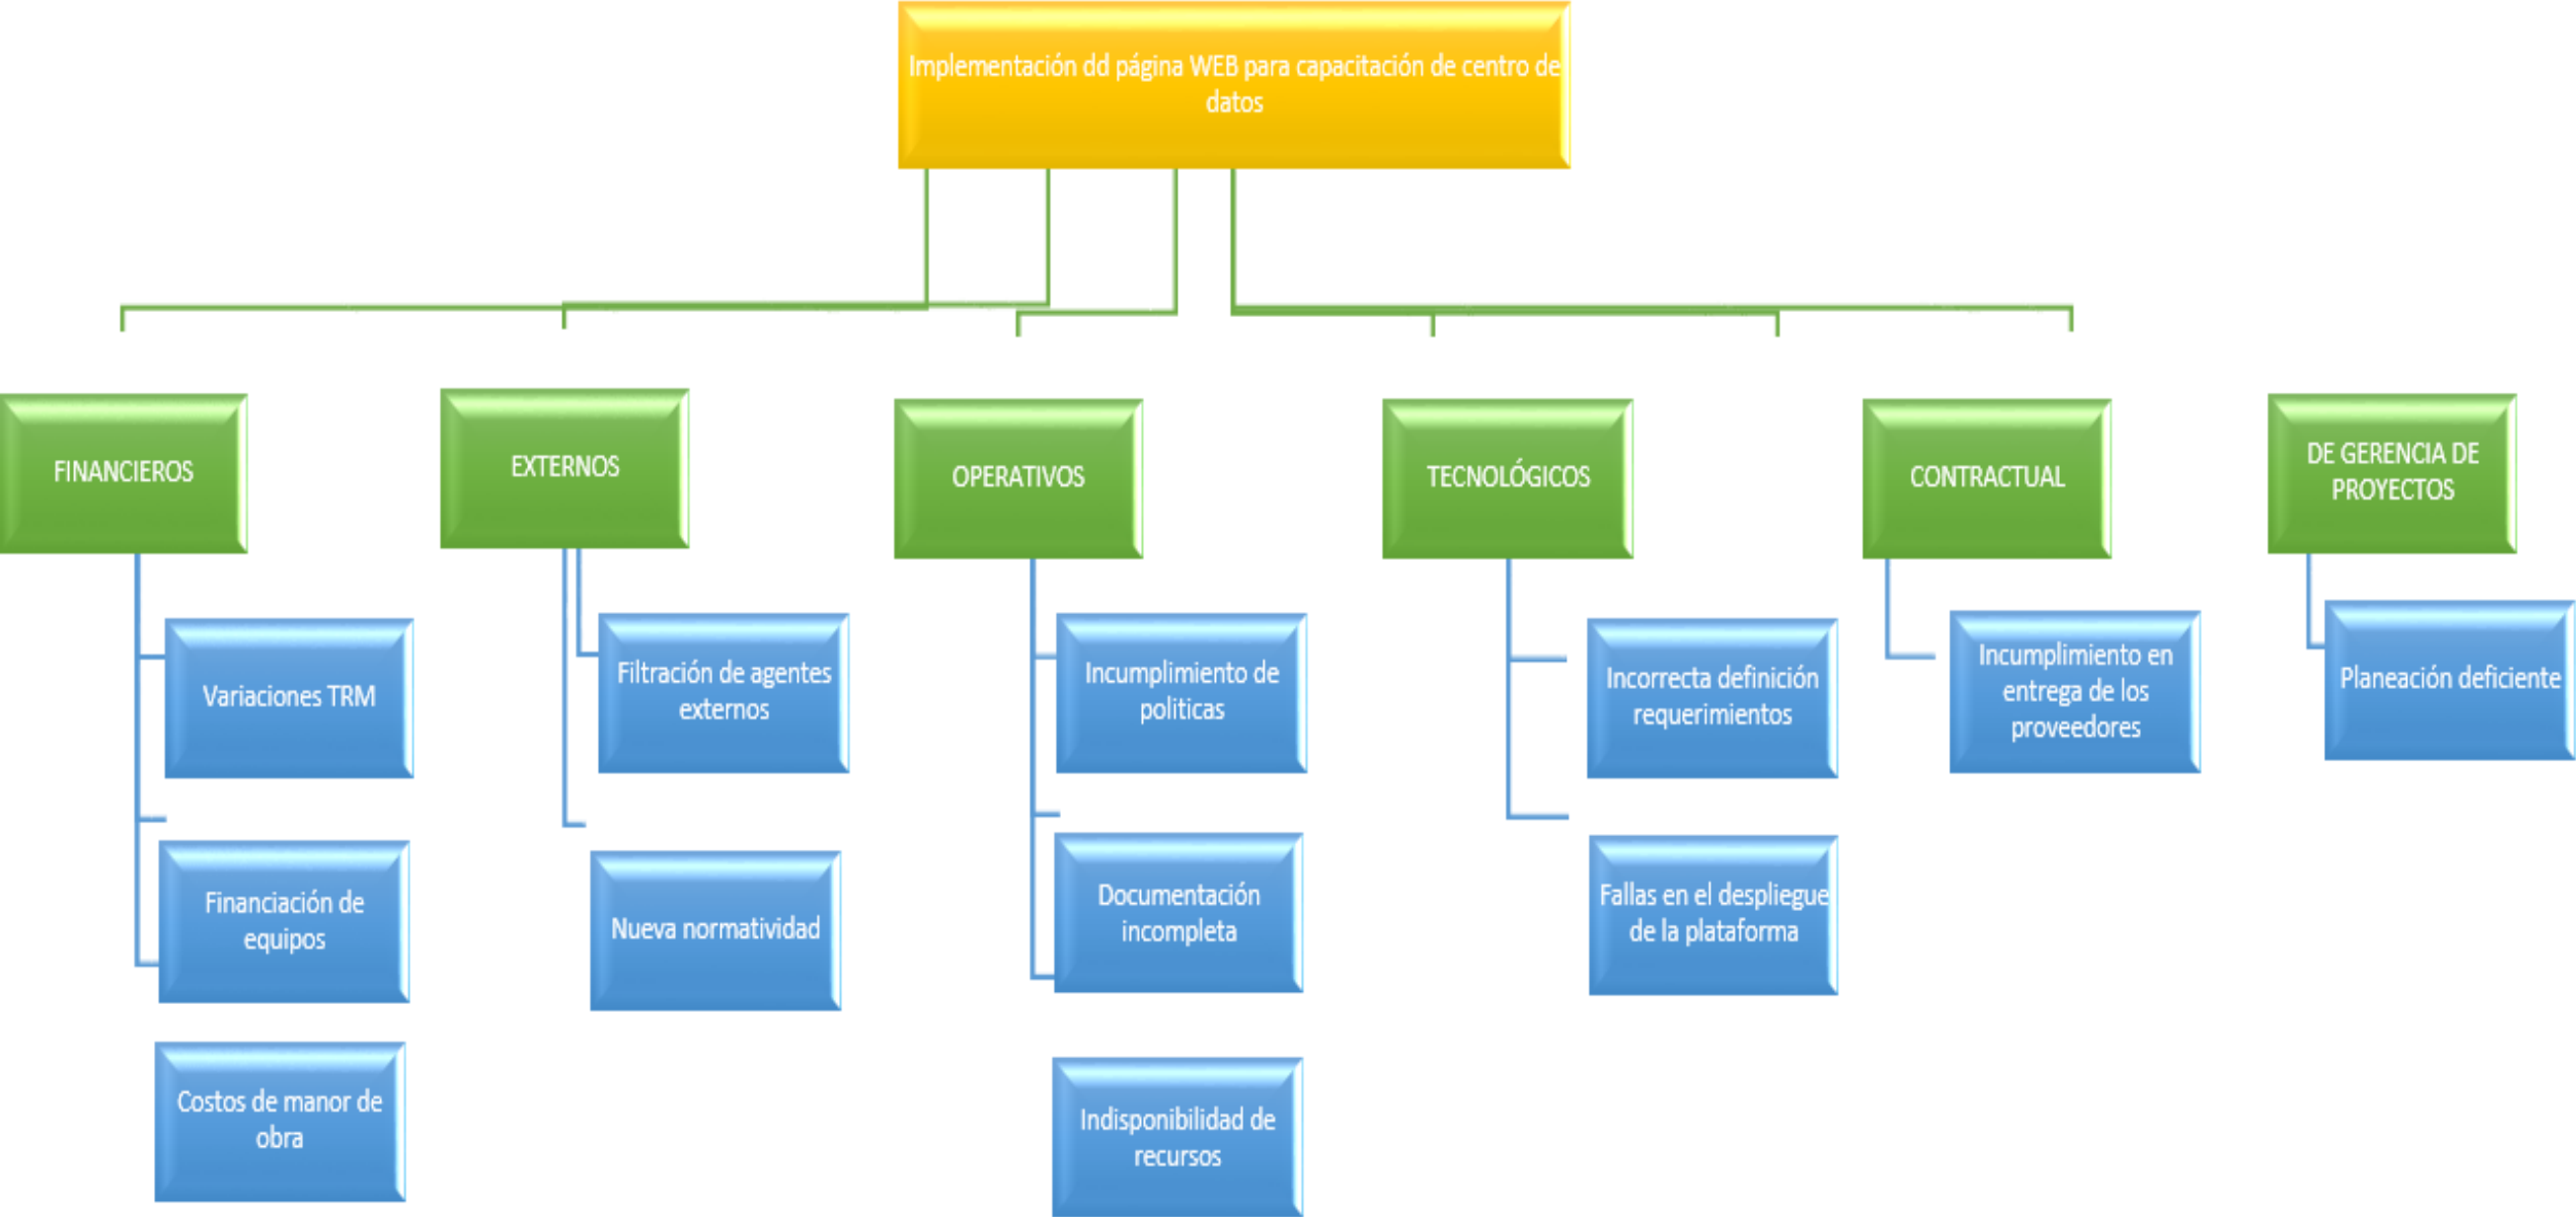 Implementación dd página WEB para capacitación de centro de
datos
FINANCIEROS
EXTERNOS
OPERATIVOS
TECNOLÓGICOS
CONTRACTUAL
DE GERENCIA DE
PROYECTOS
Variaciones TRM
Filtración de agentes
externos
Incumplimiento de
politicas
Incorrecta definición
requerimientos
Incumplimiento en
entrega de los
proveedores
Planeación deficiente
Financiación de
equipos
Nueva normatividad
Documentación
incompleta
Fallas en el despliegue
de la plataforma
Costos de manor de
obra
Indisponibilidad de
recursos